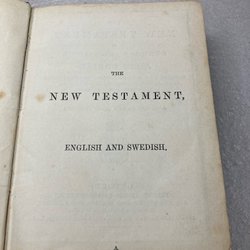 THE
NEW TESTAMENT,
ENGLISH AND SWEDISH.